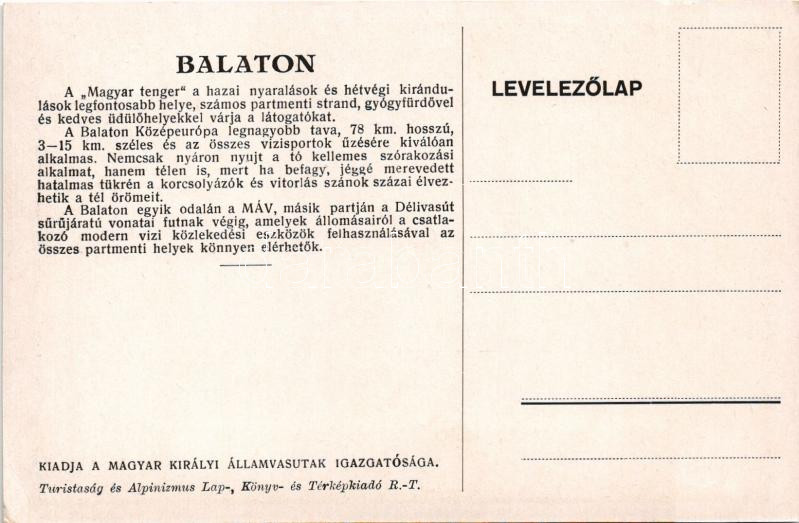 BALATON
A „Magyar tenger“ a hazai nyaralások és hétvégi kirándu-
lások legfontosabb helye, számos partmenti strand, gyógyfürdővel
és kedves üdülőhelyekkel várja a látogatókat.
A Balaton Középeurópa legnagyobb tava, 78 km. hosszú,
3—15 km. széles és az összes vizisportok űzésére kiválóan
alkalmas. Nemcsak nyáron nyujt a tó kellemes szórakozási
alkalmat, hanem télen is, mert ha befagy, jéggé merevedett
hatalmas tükrén a korcsolyázók és vitorlás szánok százai élvez-
hetik a tél örömeit.
A Balaton egyik odalán a MÁV, másik partján a Délivasút
sűrűjáratú vonatai futnak végig, amelyek állomásairól a csatla-
kozó modern vizi közlekedési eszközök felhasználásával az
összes partmenti helyek könnyen elérhetők.
KIADJA A MAGYAR KIRÁLYI ÁLLAMVASUTAK IGAZGATÓSÁGA.
Turistaság és Alpinizmus Lap-, Könyv- és Térképkiadó R.-T.
LEVELEZŐLAP